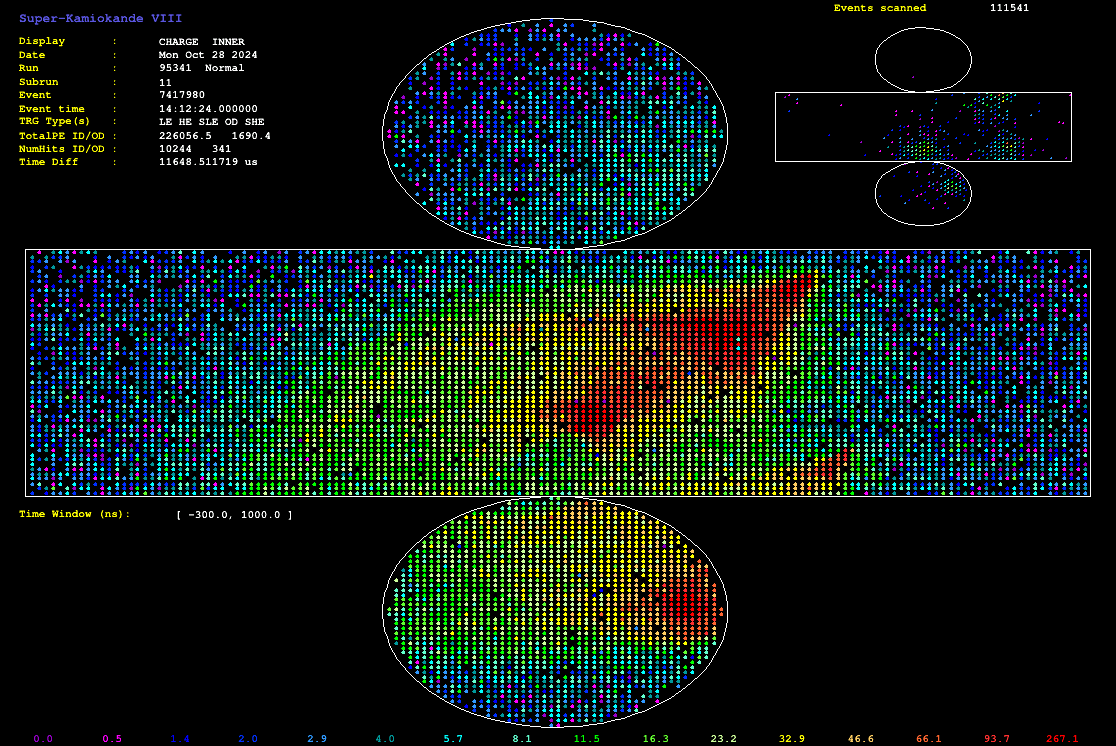 Super-Kamiokande VIII
Events scanned 111541
Display : CHARGE INNER
Date : Mon Oct 28 2024
Run : 95341 Normal
Subrun : 11
Event : 7417980
Event time : 14:12:24.000000
TRG Type(s) : LE HE SLE OD SHE
TotalPE ID/OD : 226056.5 1690.4
NumHits ID/OD : 10244 341
Time Diff : 11648.511719 us
Time Window (ns): [ -300.0, 1000.0 ]
0.0 0.5 1.4 2.0 2.9 4.0 5.7 8.1 11.5 16.3 23.2 32.9 46.6 66.1 93.7 267.1